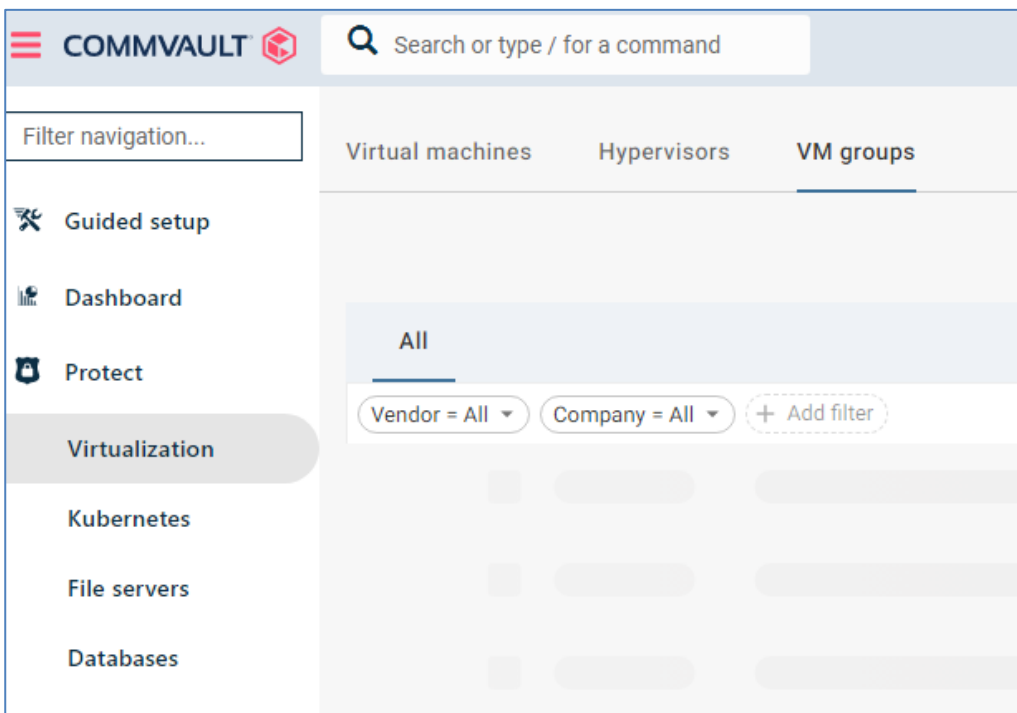 COMMVAULT
Search or type / for a command
Filter navigation...
Virtual machines Hypervisors VM groups
Guided setup
Dashboard
All
Protect
Vendor = All Company = All + Add filter
Virtualization
Kubernetes
File servers
Databases